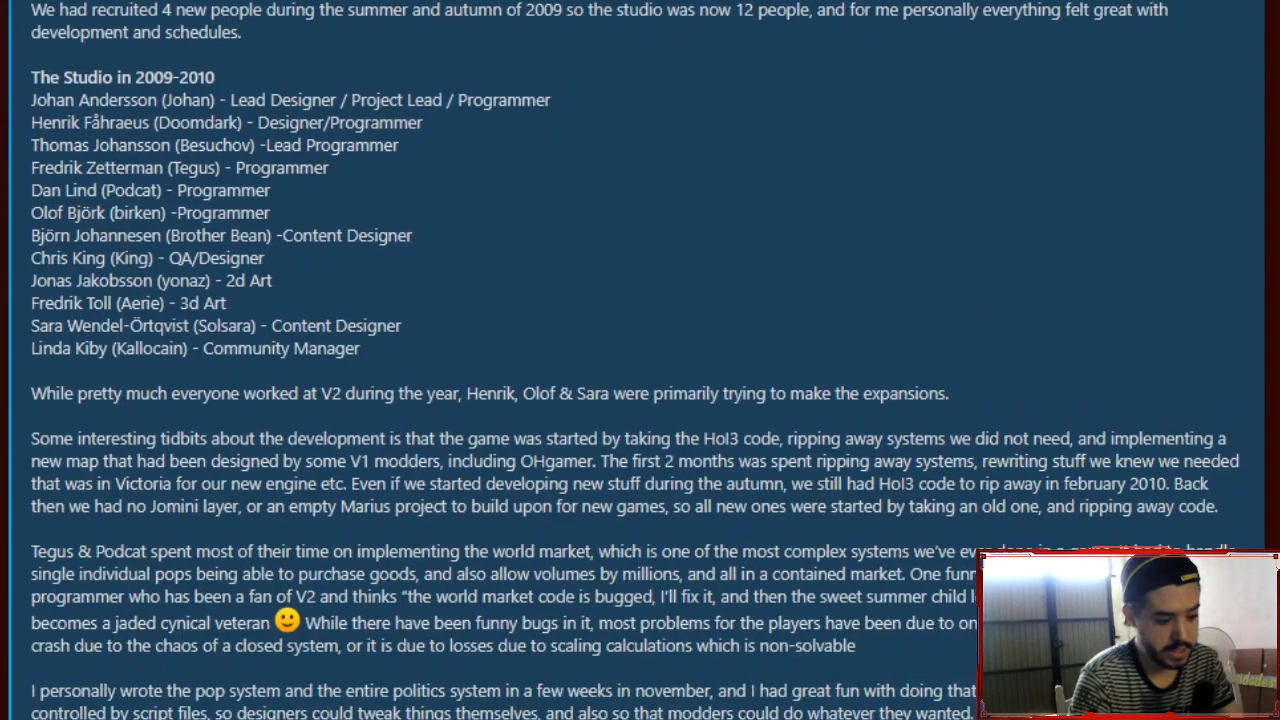 We had recruited 4 new people during the summer and autumn of 2009 so the studio was now 12 people, and for me personally everything felt great with
development and schedules.
The Studio in 2009-2010
Johan Andersson (Johan) - Lead Designer / Project Lead / Programmer
Henrik Fåhraeus (Doomdark) - Designer/Programmer
Thomas Johansson (Besuchov) -Lead Programmer
Fredrik Zetterman (Tegus) - Programmer
Dan Lind (Podcat) - Programmer
Olof Björk (birken) -Programmer
Björn Johannesen (Brother Bean) -Content Designer
Chris King (King) - QA/Designer
Jonas Jakobsson (yonaz) - 2d Art
Fredrik Toll (Aerie) - 3d Art
Sara Wendel-Örtqvist (Solsara) - Content Designer
Linda Kiby (Kallocain) - Community Manager
While pretty much everyone worked at V2 during the year, Henrik, Olof & Sara were primarily trying to make the expansions.
Some interesting tidbits about the development is that the game was started by taking the HoI3 code, ripping away systems we did not need, and implementing a
new map that had been designed by some V1 modders, including OHgamer. The first 2 months was spent ripping away systems, rewriting stuff we knew we needed
that was in Victoria for our new engine etc. Even if we started developing new stuff during the autumn, we still had HoI3 code to rip away in february 2010. Back
then we had no Jomini layer, or an empty Marius project to build upon for new games, so all new ones were started by taking an old one, and ripping away code.
Tegus & Podcat spent most of their time on implementing the world market, which is one of the most complex systems we've
single individual pops being able to purchase goods, and also allow volumes by millions, and all in a contained market. One
programmer who has been a fan of V2 and thinks "the world market code is bugged, I'll fix it, and then the sweet summer child
becomes a jaded cynical veteran 🙂 While there have been funny bugs in it, most problems for the players have been due to
crash due to the chaos of a closed system, or it is due to losses due to scaling calculations which is non-solvable
I personally wrote the pop system and the entire politics system in a few weeks in november, and I had great fun with doing that
controlled by script files, so designers could tweak things themselves, and also so that modders could do whatever they wanted.